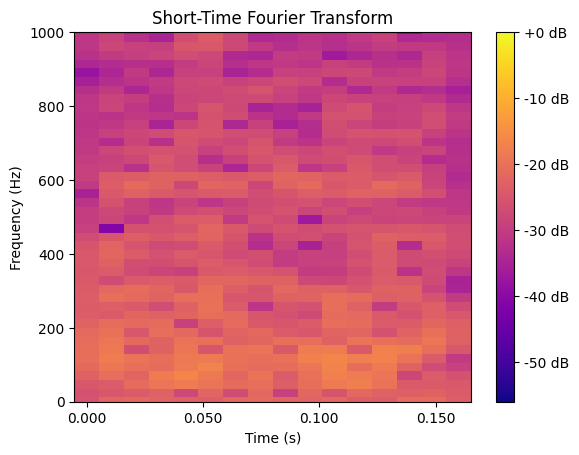 Short-Time Fourier Transform
1000
800
600
400
200
0
Frequency (Hz)
0.000
0.050
0.100
0.150
Time (s)
+0 dB
-10 dB
-20 dB
-30 dB
-40 dB
-50 dB